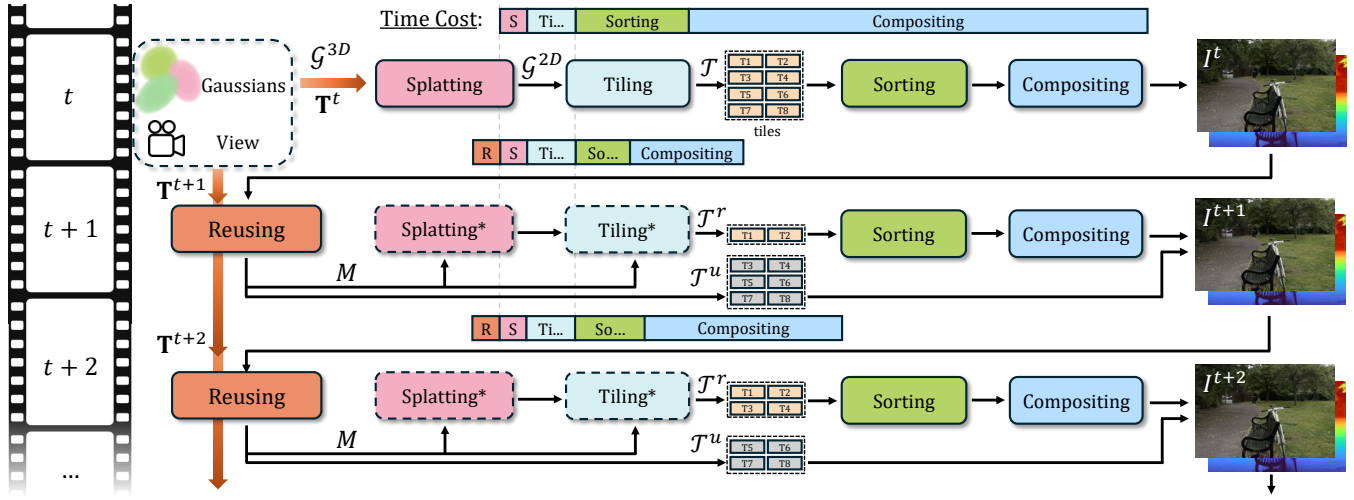 Time Cost: S Ti... Sorting Compositing
t
Gaussians
View
𝒢^{3D}
𝐓^t
Splatting
𝒢^{2D}
Tiling
𝒯
T1 T2
T3 T4
T5 T6
T7 T8
tiles
Sorting
Compositing
I^t
R S Ti... So... Compositing
t + 1
𝐓^{t+1}
Reusing
M
Splatting*
Tiling*
𝒯^r
T1 T2
𝒯^u
T3 T4
T5 T6
T7 T8
Sorting
Compositing
I^{t+1}
R S Ti... So... Compositing
t + 2
𝐓^{t+2}
Reusing
M
Splatting*
Tiling*
𝒯^r
T1 T2
T3 T4
𝒯^u
T5 T6
T7 T8
Sorting
Compositing
I^{t+2}
...